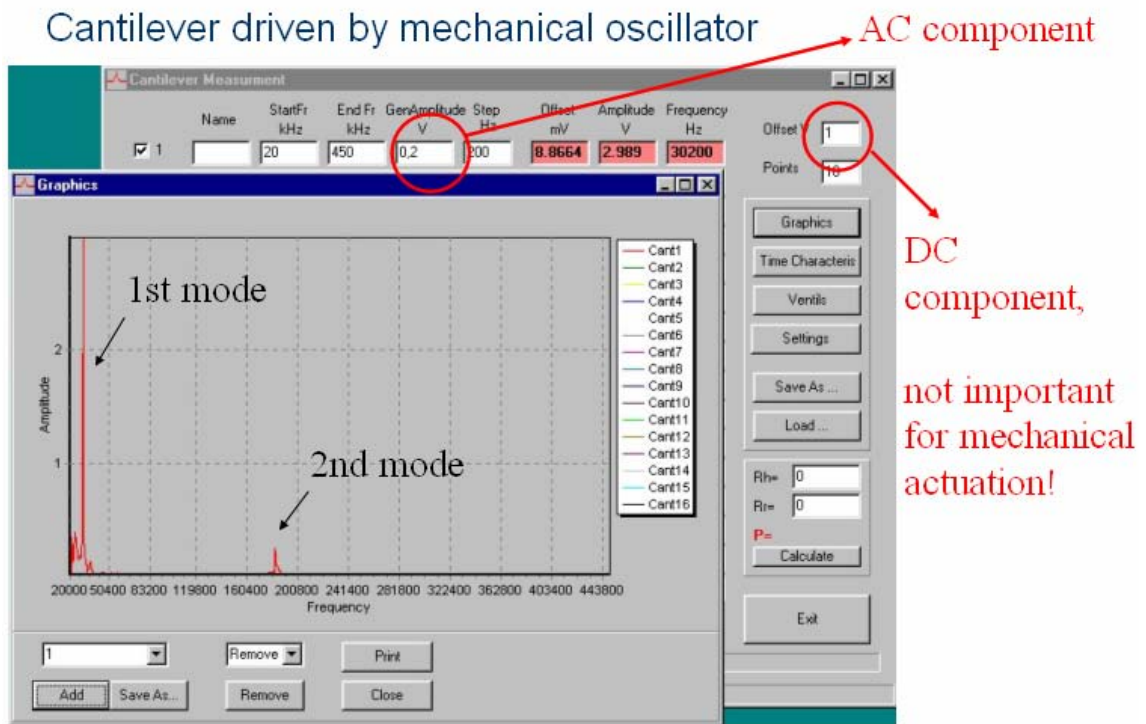 Cantilever driven by mechanical oscillator
AC component
Cantilever Measurment
Name
StartFr
kHz
End Fr
kHz
GenAmplitude
V
Step
Hz
Offset
mV
Amplitude
V
Frequency
Hz
Offset V
1
1
20
450
0,2
200
8.8664
2.989
30200
Points
10
Graphics
1st mode
2nd mode
2
1
Amplitude
20000 50400 83200 119800 160400 200800 241400 281800 322400 362800 403400 443800
Frequency
Cant1
Cant2
Cant3
Cant4
Cant5
Cant6
Cant7
Cant8
Cant9
Cant10
Cant11
Cant12
Cant13
Cant14
Cant15
Cant16
Graphics
Time Characteris
Ventils
Settings
Save As ...
Load ...
Rh= 0
Rr= 0
P=
Calculate
Exit
DC
component,
not important
for mechanical
actuation!
1
Remove
Print
Add
Save As...
Remove
Close